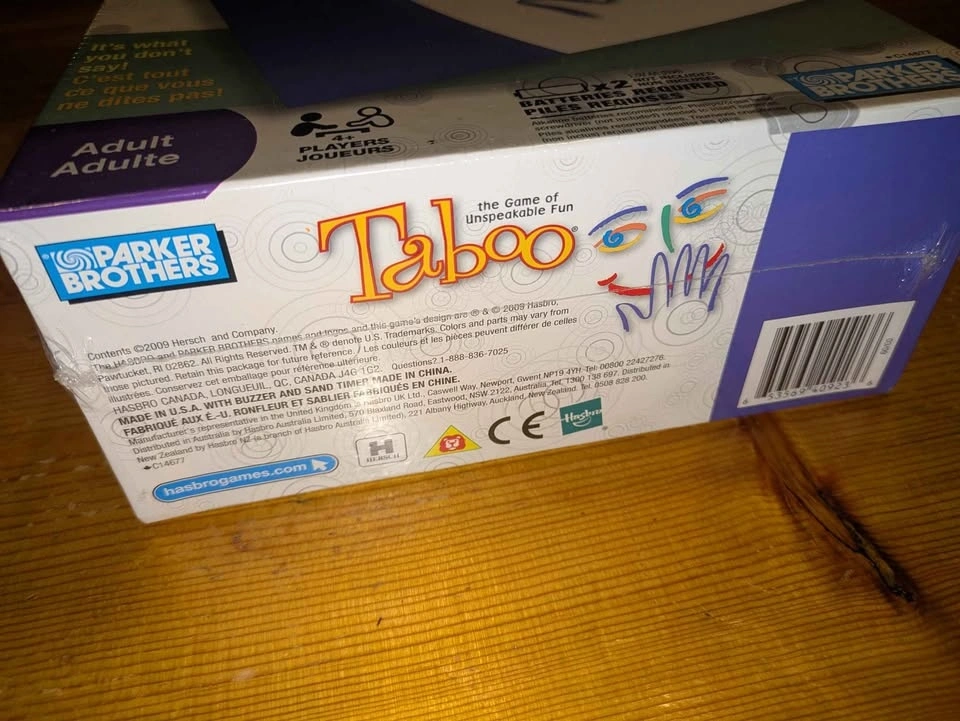 It's what
you don't
say!
C'est tout
ce que vous
ne dites pas!
Adult
Adulte
4+
PLAYERS
JOUEURS
x2
BATTERIES REQUIRED
PILES REQUISES
PARKER
BROTHERS
PARKER
BROTHERS
the Game of
Unspeakable Fun
Taboo®
Contents ©2009 Hersch and Company.
The HASBRO and PARKER BROTHERS names and logos and this game's design are ® & © 2009 Hasbro,
Pawtucket, RI 02862. All Rights Reserved. TM & ® denote U.S. Trademarks. Colors and parts may vary from
those pictured. Retain this package for future reference. / Les couleurs et les pièces peuvent différer de celles
illustrées. Conservez cet emballage pour référence ultérieure.
HASBRO CANADA, LONGUEUIL, QC, CANADA J4G 1G2. Questions? 1-888-836-7025
MADE IN U.S.A. WITH BUZZER AND SAND TIMER MADE IN CHINA.
FABRIQUÉ AUX É.-U. RONFLEUR ET SABLIER FABRIQUÉS EN CHINE.
Manufacturer's representative in the United Kingdom is Hasbro UK Ltd., Caswell Way, Newport, Gwent NP19 4YH. Tel: 00800 22427276.
Distributed in Australia by Hasbro Australia Limited, 570 Blaxland Road, Eastwood, NSW 2122, Australia. Tel: 1300 138 697. Distributed in
New Zealand by Hasbro NZ (a branch of Hasbro Australia Limited), 221 Albany Highway, Auckland, New Zealand. Tel. 0508 828 200.
C14677
hasbrogames.com
H
HERSCH
CE
Hasbro
6 53569 40923 6